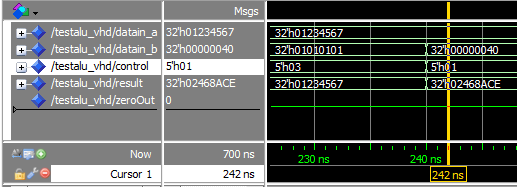 Msgs
/testalu_vhd/datain_a 32'h01234567 32'h01234567
/testalu_vhd/datain_b 32'h00000040 32'h01010101 32'h00000040
/testalu_vhd/control 5'h01 5'h03 5'h01
/testalu_vhd/result 32'h02468ACE 32'h01234567 32'h02468ACE
/testalu_vhd/zeroOut 0
Now 700 ns 230 ns 240 ns
Cursor 1 242 ns 242 ns